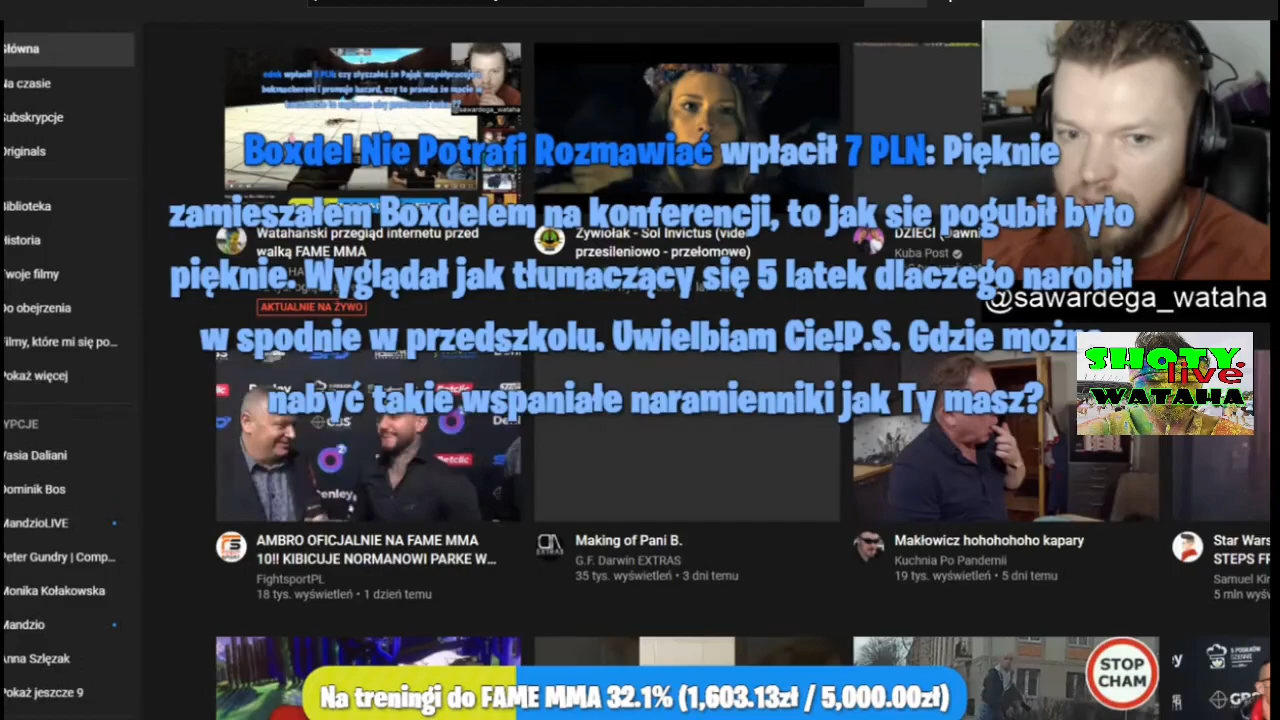 Główna
Na czasie
Subskrypcje
Originals
Biblioteka
Historia
Twoje filmy
Do obejrzenia
Filmy, które mi się po...
Pokaż więcej
YPCJE
Vasia Daliani
Dominik Bos
MandzioLIVE
Peter Gundry | Comp...
Monika Kołakowska
Mandzio
Anna Szlęzak
Pokaż jeszcze 9
Boxdel Nie Potrafi Rozmawiać wpłacił 7 PLN: Pięknie
zamieszałem Boxdelem na konferencji, to jak sie pogubił było
pięknie Wyglądał jak tłumaczący się 5 latek dlaczego narobił
w spodnie w przedszkolu. Uwielbiam Cie!P.S. Gdzie można
nabyć takie wspaniałe naramienniki jak Ty masz?
@sawardega_wataha
SHOTY.
live
WATAHA
Watahański przegląd internetu przed
walką FAME MMA
AKTUALNIE NA ŻYWO
Żywiołak - Sol Invictus (vide
przesileniowo - przełomowe)
DZIECI
Kuba Post
AMBRO OFICJALNIE NA FAME MMA
10!! KIBICUJE NORMANOWI PARKE W...
FightsportPL
18 tys. wyświetleń • 1 dzień temu
Making of Pani B.
G.F. Darwin EXTRAS
35 tys. wyświetleń • 3 dni temu
Makłowicz hohohohoho kapary
Kuchnia Po Pandemii
19 tys. wyświetleń • 5 dni temu
Star Wars
STEPS FR
Samuel Ki
5 mln wyś
STOP
CHAM
Na treningi do FAME MMA 32.1% (1,603.13zł / 5,000.00zł)